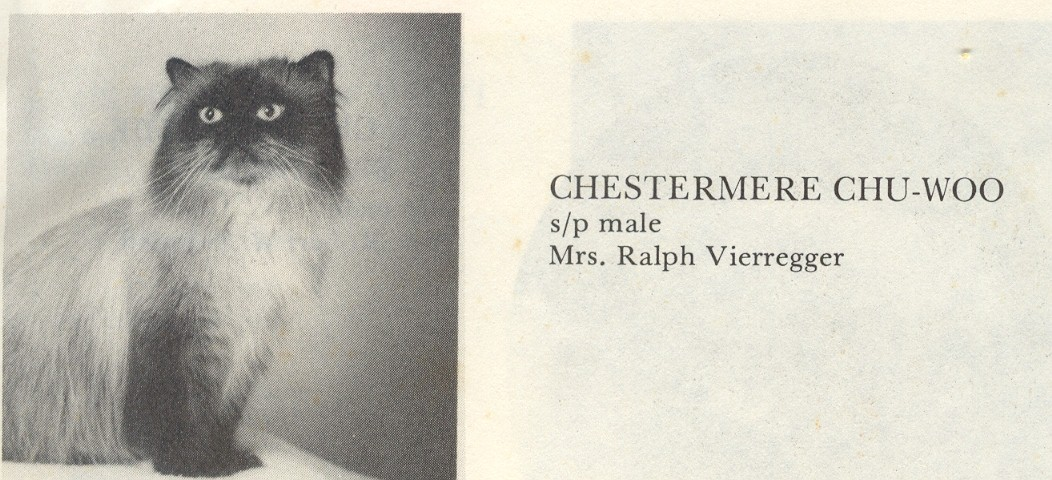 CHESTERMERE CHU-WOO
s/p male
Mrs. Ralph Vierregger